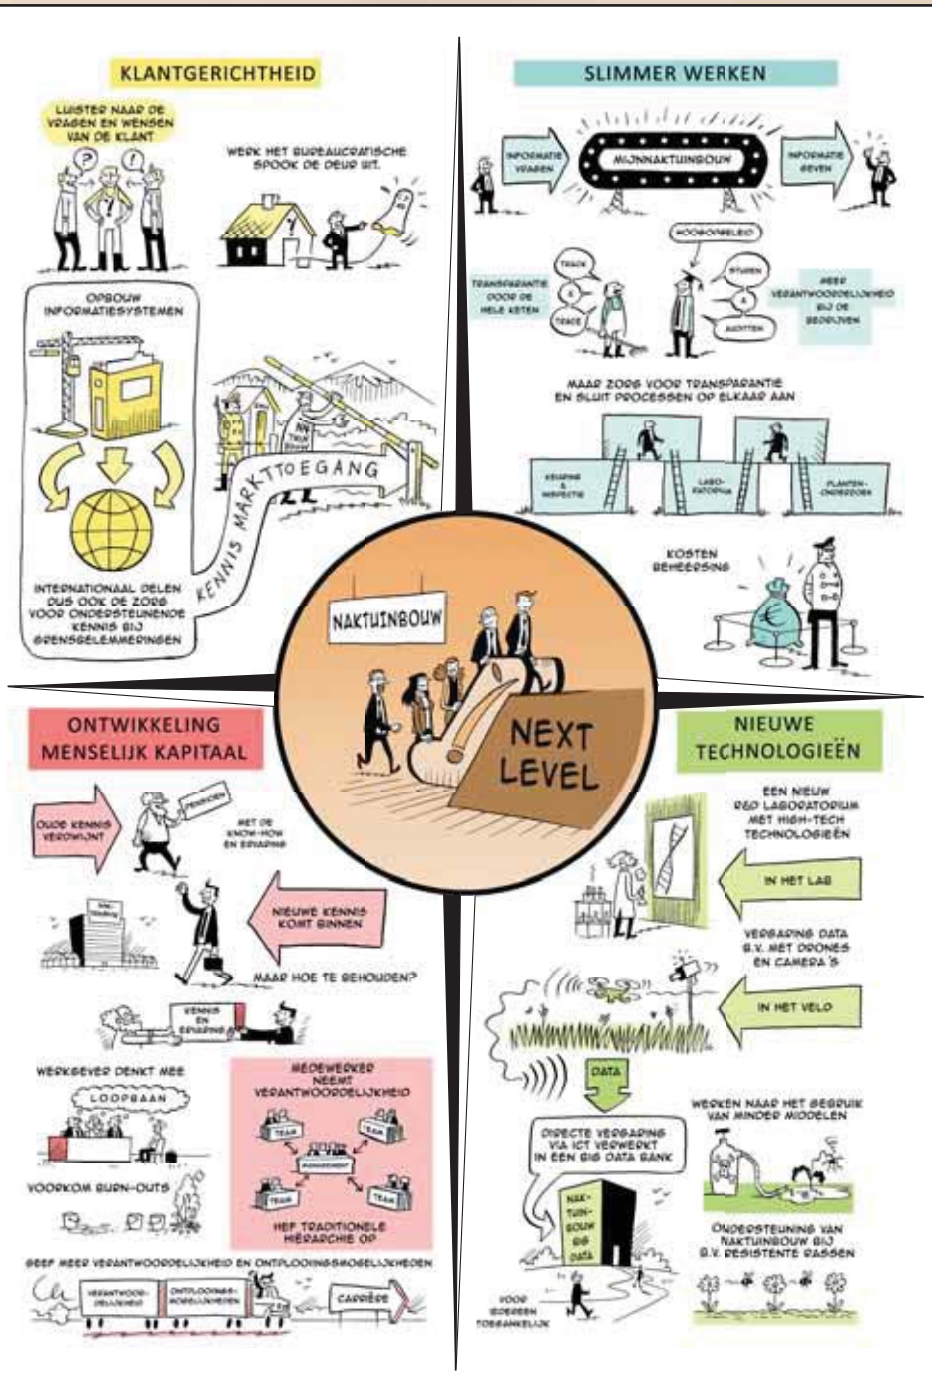 KLANTGERICHTHEID
LUISTER NAAR DE
VRAGEN EN WENSEN
VAN DE KLANT
?
!
WERK HET BUREAUCRATISCHE
SPOOK DE DEUR UIT.
?
OPBOUW
INFORMATIESYSTEMEN
KENNIS MARKTTOEGANG
INTERNATIONAAL DELEN
DUS OOK DE ZORG
VOOR ONDERSTEUNENDE
KENNIS BIJ
GRENSBELEMMERINGEN
SLIMMER WERKEN
INFORMATIE
VRAGEN
MIJNNAKTUINBOUW
INFORMATIE
GEVEN
HOOGOPGELEID
TRACK
&
TRACE
STUREN
&
AUDITTEN
TRANSPARANTIE
DOOR DE
HELE KETEN
MEER
VERANTWOORDELIJKHEID
BIJ DE
BEDRIJVEN
MAAR ZORG VOOR TRANSPARANTIE
EN SLUIT PROCESSEN OP ELKAAR AAN
KEURING
&
INSPECTIE
LABO-
RATORIUM
PLANTEN-
ONDERZOEK
KOSTEN
BEHEERSING
€
NAKTUINBOUW
NEXT
LEVEL
ONTWIKKELING
MENSELIJK KAPITAAL
OUDE KENNIS
VERDWIJNT
PENSIOEN
MET DE
KNOW-HOW
EN ERVARING
NIEUWE KENNIS
KOMT BINNEN
MAAR HOE TE BEHOUDEN?
KENNIS
EN
ERVARING
WERKGEVER DENKT MEE
LOOPBAAN
VOORKOM BURN-OUTS
MEDEWERKER
NEEMT
VERANTWOORDELIJKHEID
TEAM
TEAM
MANAGEMENT
TEAM
TEAM
HEF TRADITIONELE
HIËRARCHIE OP
GEEF MEER VERANTWOORDELIJKHEID EN ONTPLOOIINGSMOGELIJKHEDEN
VERANTWOOR-
DELIJKHEID
ONTPLOOIINGS-
MOGELIJKHEDEN
CARRIÈRE
NIEUWE
TECHNOLOGIEËN
EEN NIEUW
R&D LABORATORIUM
MET HIGH-TECH
TECHNOLOGIEËN
IN HET LAB
VERGARING DATA
B.V. MET DRONES
EN CAMERA'S
IN HET VELD
DATA
DIRECTE VERGARING
VIA ICT VERWERKT
IN EEN BIG DATA BANK
NAK-
TUIN-
BOUW
BIG
DATA
VOOR
IEDEREEN
TOEGANKELIJK
WERKEN NAAR HET GEBRUIK
VAN MINDER MIDDELEN
ONDERSTEUNING VAN
NAKTUINBOUW BIJ
B.V. RESISTENTE RASSEN